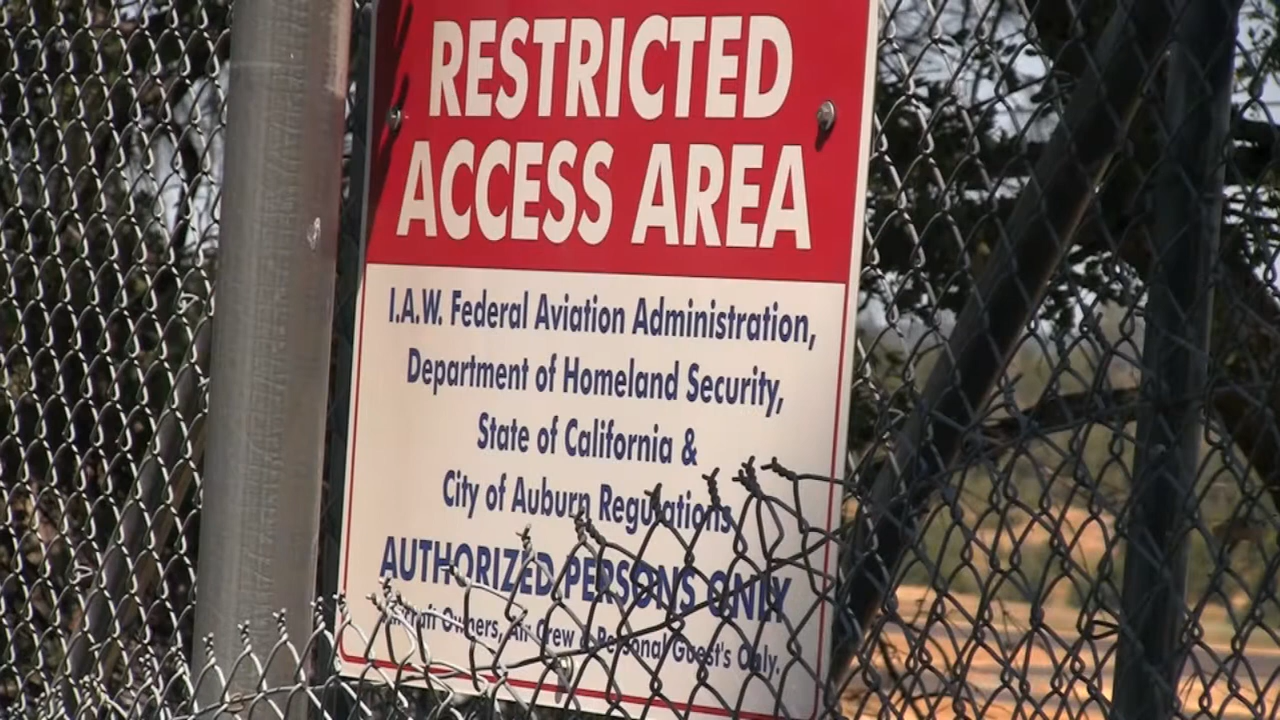 RESTRICTED
ACCESS AREA
I.A.W. Federal Aviation Administration,
Department of Homeland Security,
State of California &
City of Auburn Regulations
AUTHORIZED PERSONS ONLY
Aircraft Owners, Air Crew & Personal Guest's Only.